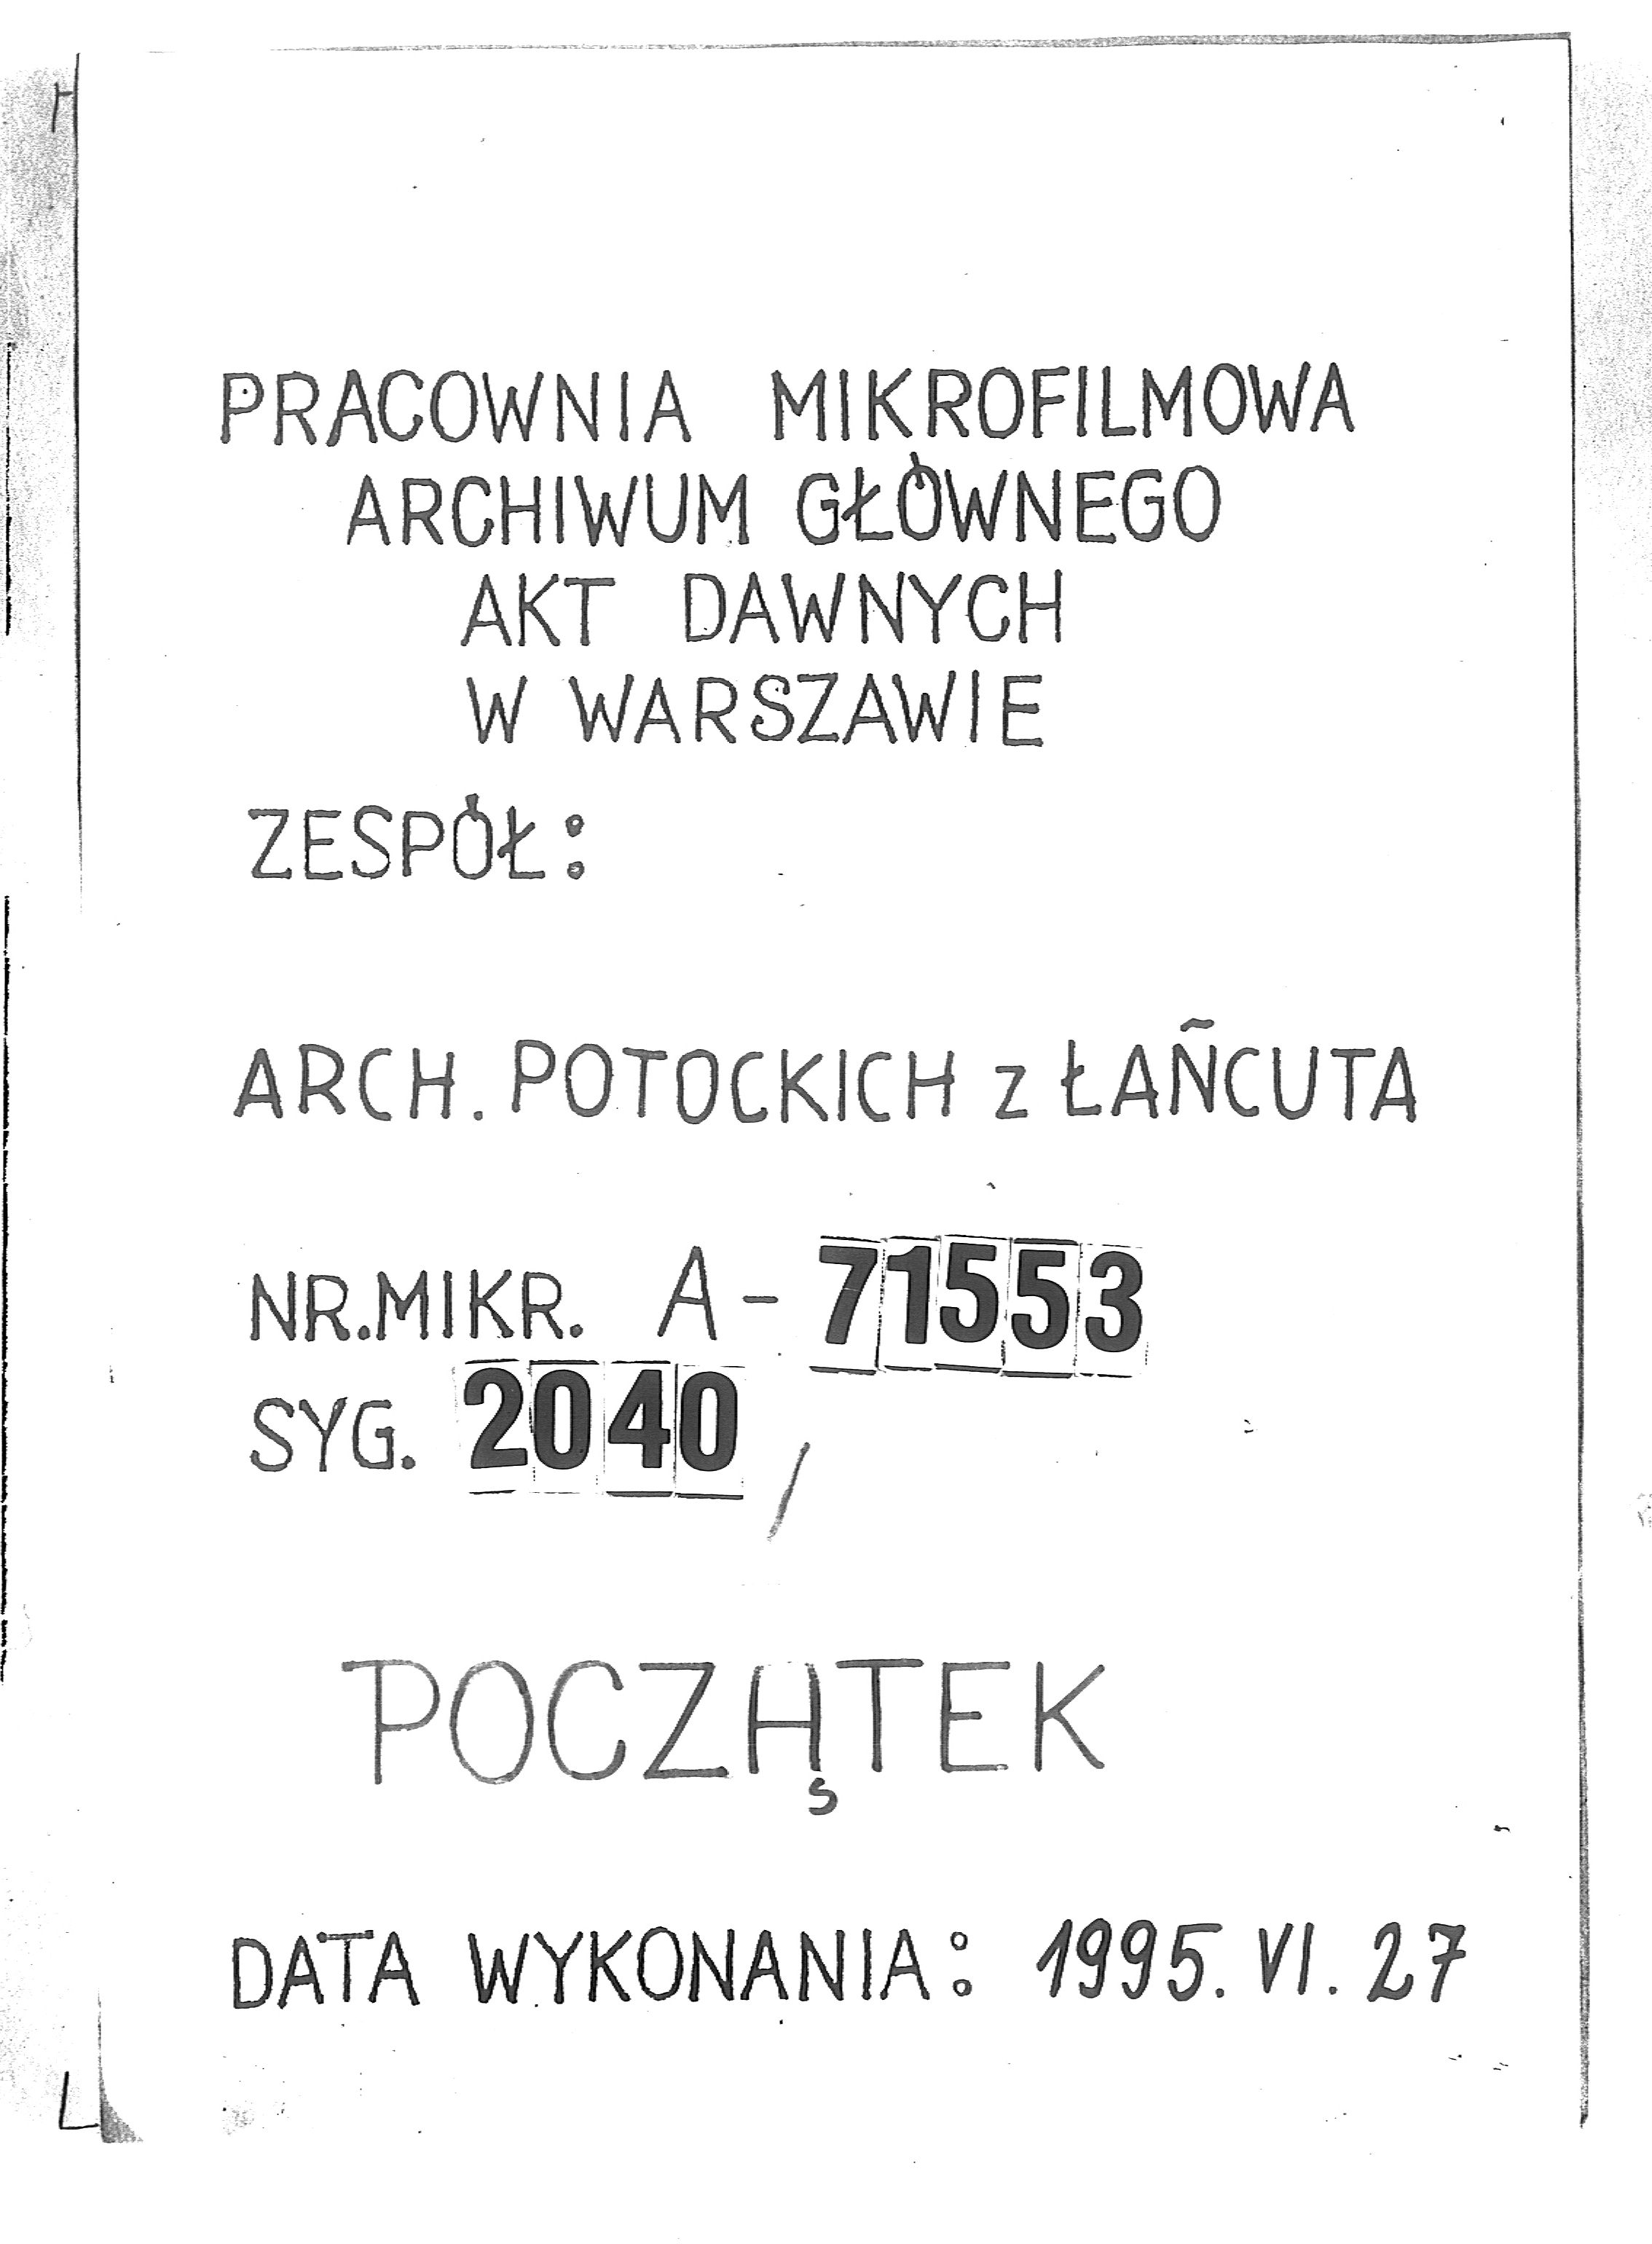 PRACOWNIA MIKROFILMOWA
ARCHIWUM GŁÓWNEGO
AKT DAWNYCH
W WARSZAWIE
ZESPÓŁ:
ARCH. POTOCKICH z ŁAÑCUTA
NR.MIKR. A - 71553
SYG. 2040 /
POCZĄTEK
DATA WYKONANIA: 1995. VI. 27